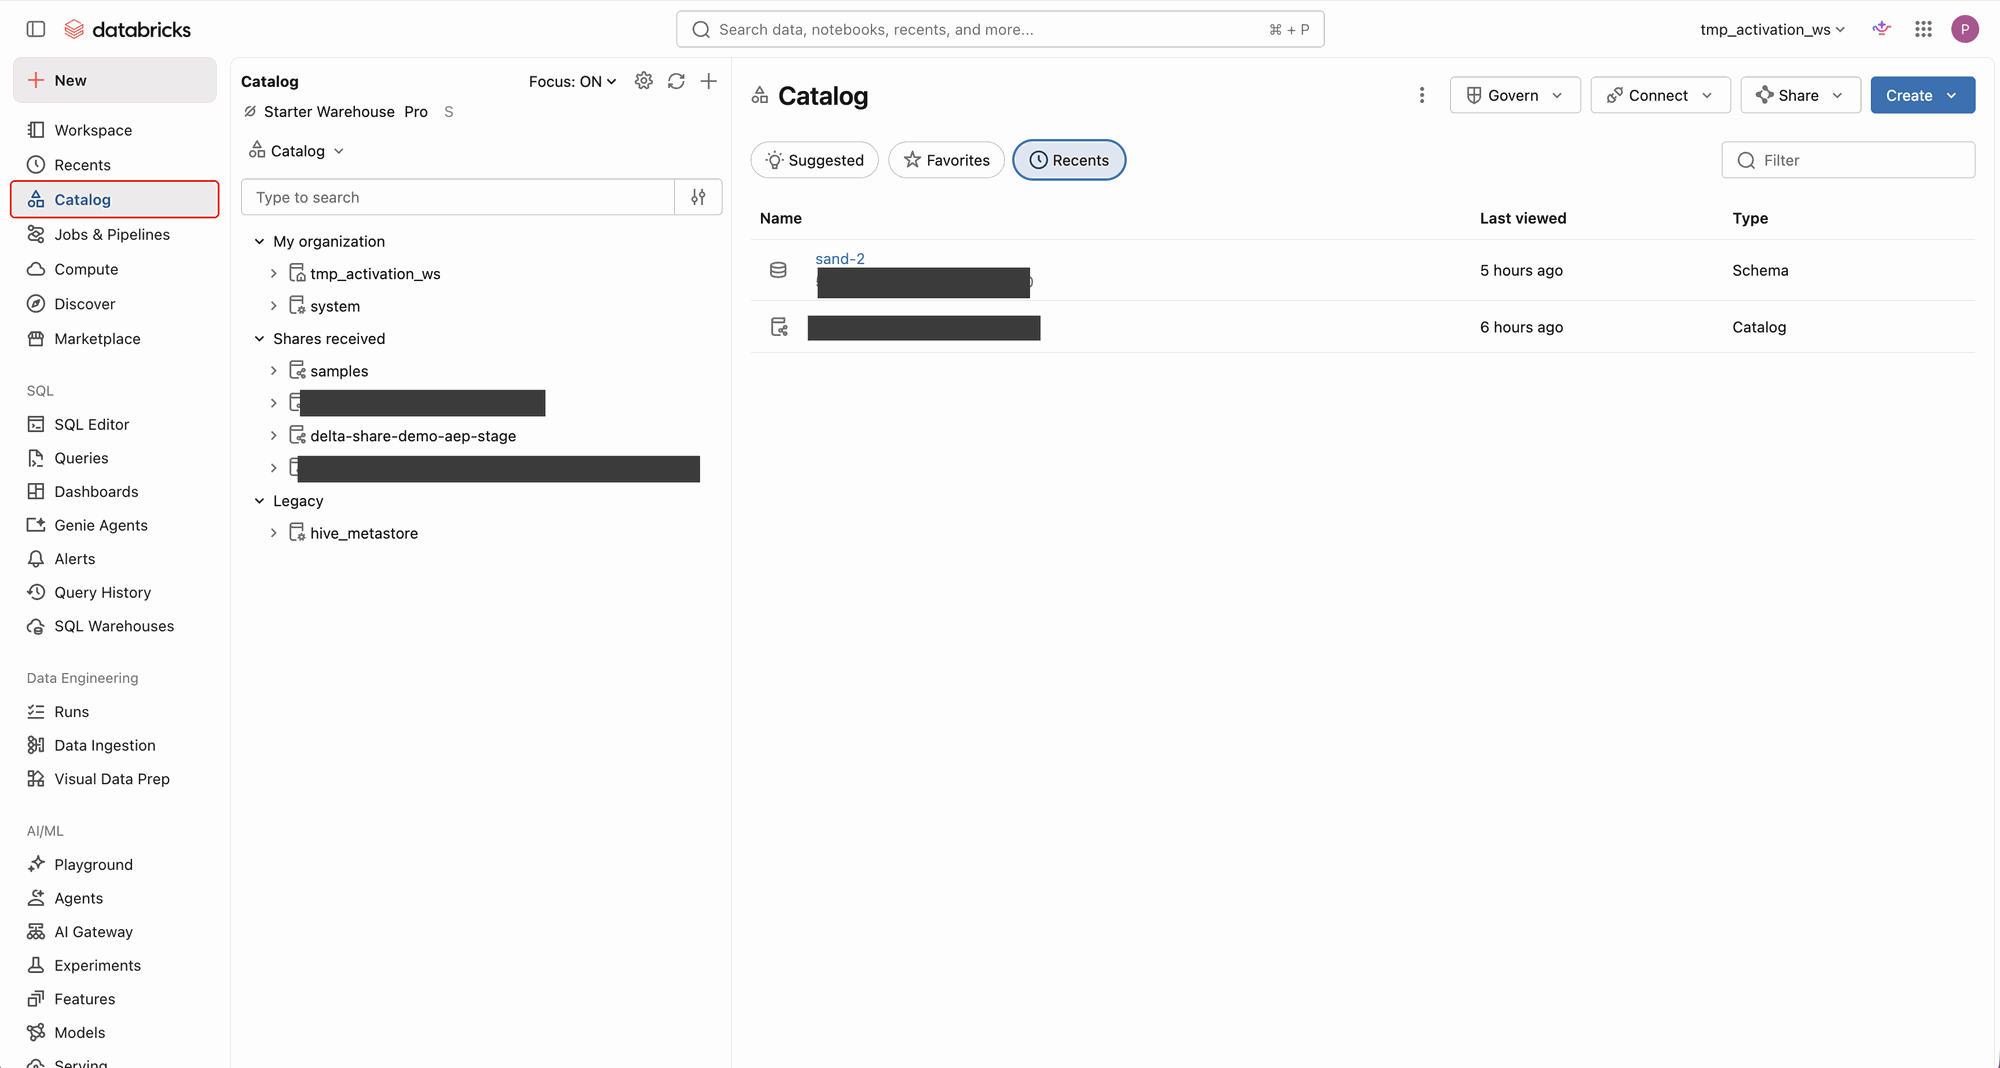 databricks
Search data, notebooks, recents, and more...
⌘ + P
tmp_activation_ws
P
New
Workspace
Recents
Catalog
Jobs & Pipelines
Compute
Discover
Marketplace
SQL
SQL Editor
Queries
Dashboards
Genie Agents
Alerts
Query History
SQL Warehouses
Data Engineering
Runs
Data Ingestion
Visual Data Prep
AI/ML
Playground
Agents
AI Gateway
Experiments
Features
Models
Serving
Catalog
Focus: ON
Starter Warehouse Pro S
Catalog
Type to search
My organization
tmp_activation_ws
system
Shares received
samples
delta-share-demo-aep-stage
Legacy
hive_metastore
Catalog
Govern
Connect
Share
Create
Suggested
Favorites
Recents
Filter
Name Last viewed Type
sand-2
5 hours ago Schema
6 hours ago Catalog